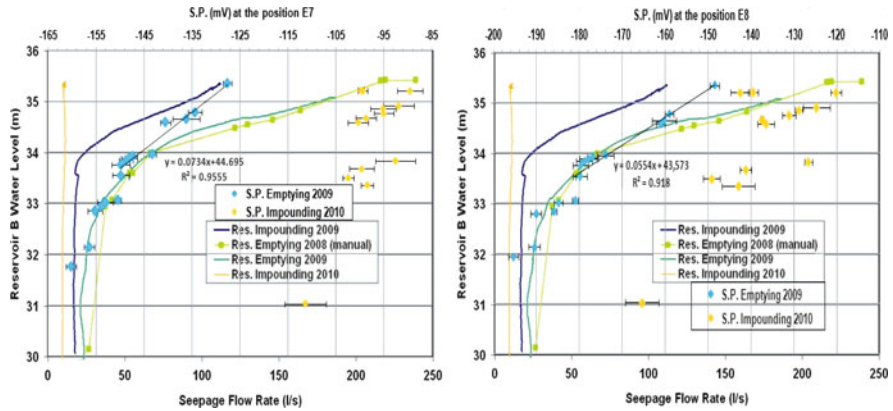 S.P. (mV) at the position E7
-165 -155 -145 -135 -125 -115 -105 -95 -85
36
35
34
33
32
31
30
Reservoir B Water Level (m)
y = 0.0734x+44.695
R² = 0.9555
S.P. Emptying 2009
S.P. Impounding 2010
Res. Impounding 2009
Res. Emptying 2008 (manual)
Res. Emptying 2009
Res. Impounding 2010
0 50 100 150 200 250
Seepage Flow Rate (l/s)
S.P. (mV) at the position E8
-200 -190 -180 -170 -160 -150 -140 -130 -120 -110
36
35
34
33
32
31
30
Reservoir B Water Level (m)
y = 0.0554x+43,573
R² = 0.918
Res. Impounding 2009
Res. Emptying 2008 (manual)
Res. Emptying 2009
Res. Impounding 2010
S.P. Emptying 2009
S.P. Impounding 2010
0 50 100 150 200 250
Seepage Flow Rate (l/s)